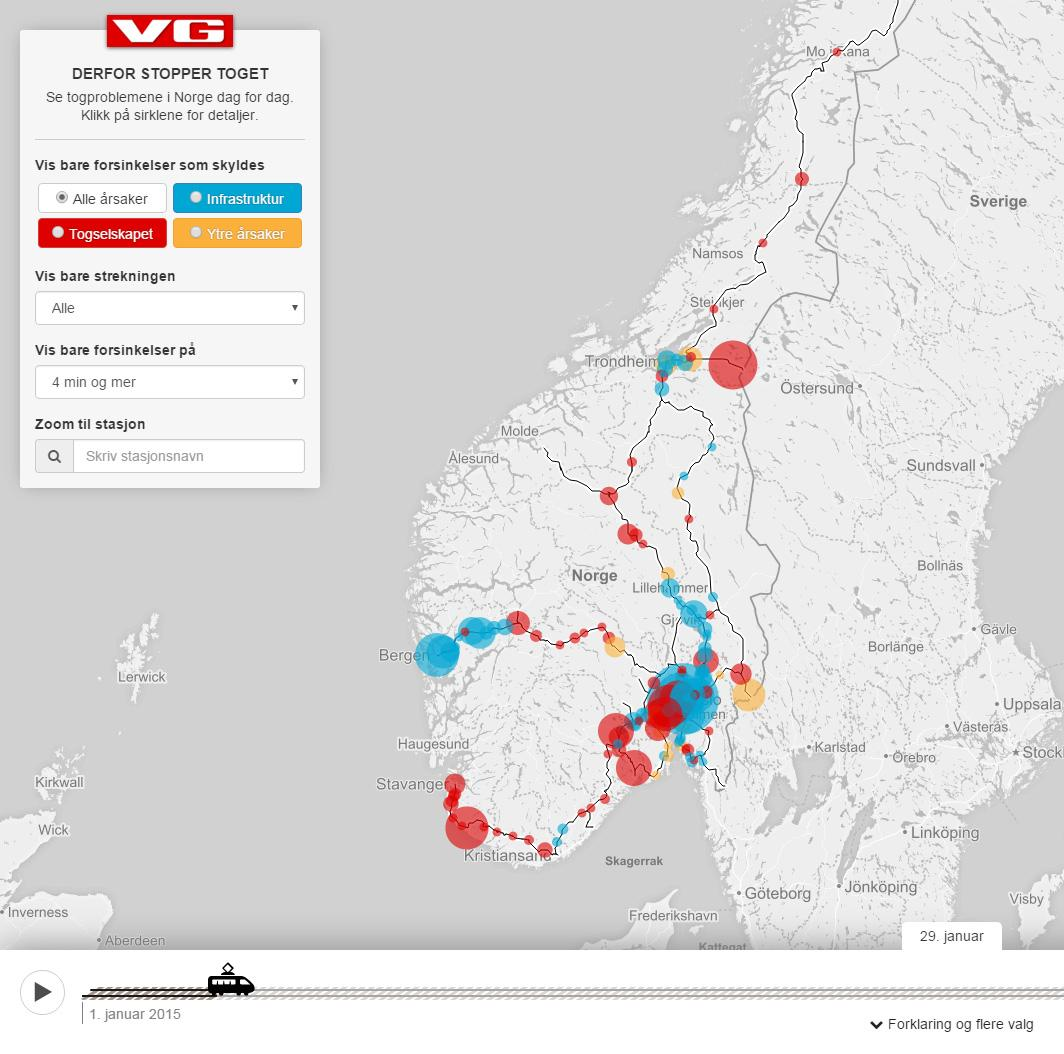 VG
DERFOR STOPPER TOGET
Se togproblemene i Norge dag for dag.
Klikk på sirklene for detaljer.
Vis bare forsinkelser som skyldes
Alle årsaker
Infrastruktur
Togselskapet
Ytre årsaker
Vis bare strekningen
Alle
Vis bare forsinkelser på
4 min og mer
Zoom til stasjon
Skriv stasjonsnavn
Sverige
Namsos
Trondheim
Östersund
Molde
Ålesund
Sundsvall
Bollnäs
Norge
Lillehammer
Gävle
Borlänge
Bergen
Lerwick
Uppsala
Västerås
Haugesund
Karlstad
Örebro
Stockh
Stavanger
Kirkwall
Wick
Linköping
Kristiansand
Skagerrak
Göteborg
Jönköping
Visby
Inverness
Frederikshavn
Aberdeen
Kattegat
29. januar
1. januar 2015
Forklaring og flere valg